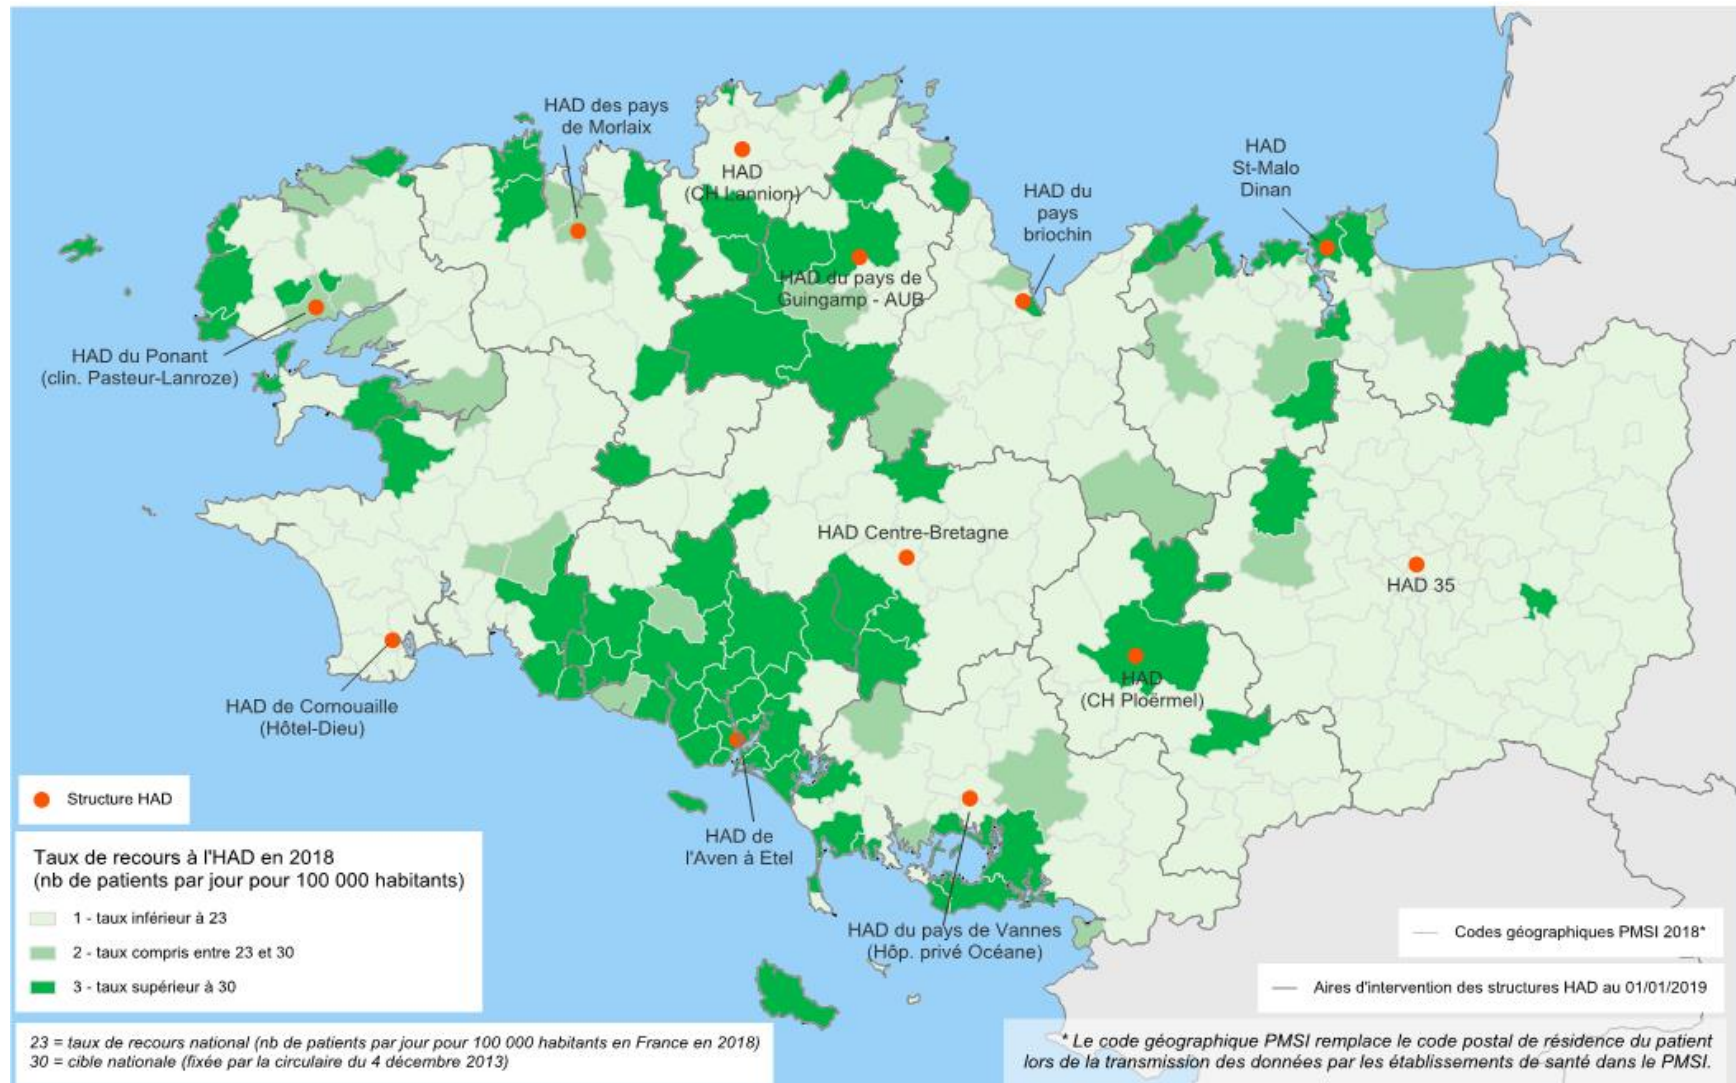 HAD des pays
de Morlaix
HAD
(CH Lannion)
HAD
St-Malo
Dinan
HAD du
pays
briochin
HAD du pays de
Guingamp - AUB
HAD du Ponant
(clin. Pasteur-Lanroze)
HAD Centre-Bretagne
HAD 35
HAD
(CH Ploërmel)
HAD de Cornouaille
(Hôtel-Dieu)
HAD de
l'Aven à Etel
HAD du pays de Vannes
(Hôp. privé Océane)
Structure HAD
Taux de recours à l'HAD en 2018
(nb de patients par jour pour 100 000 habitants)
1 - taux inférieur à 23
2 - taux compris entre 23 et 30
3 - taux supérieur à 30
Codes géographiques PMSI 2018*
Aires d'intervention des structures HAD au 01/01/2019
23 = taux de recours national (nb de patients par jour pour 100 000 habitants en France en 2018)
30 = cible nationale (fixée par la circulaire du 4 décembre 2013)
* Le code géographique PMSI remplace le code postal de résidence du patient
lors de la transmission des données par les établissements de santé dans le PMSI.